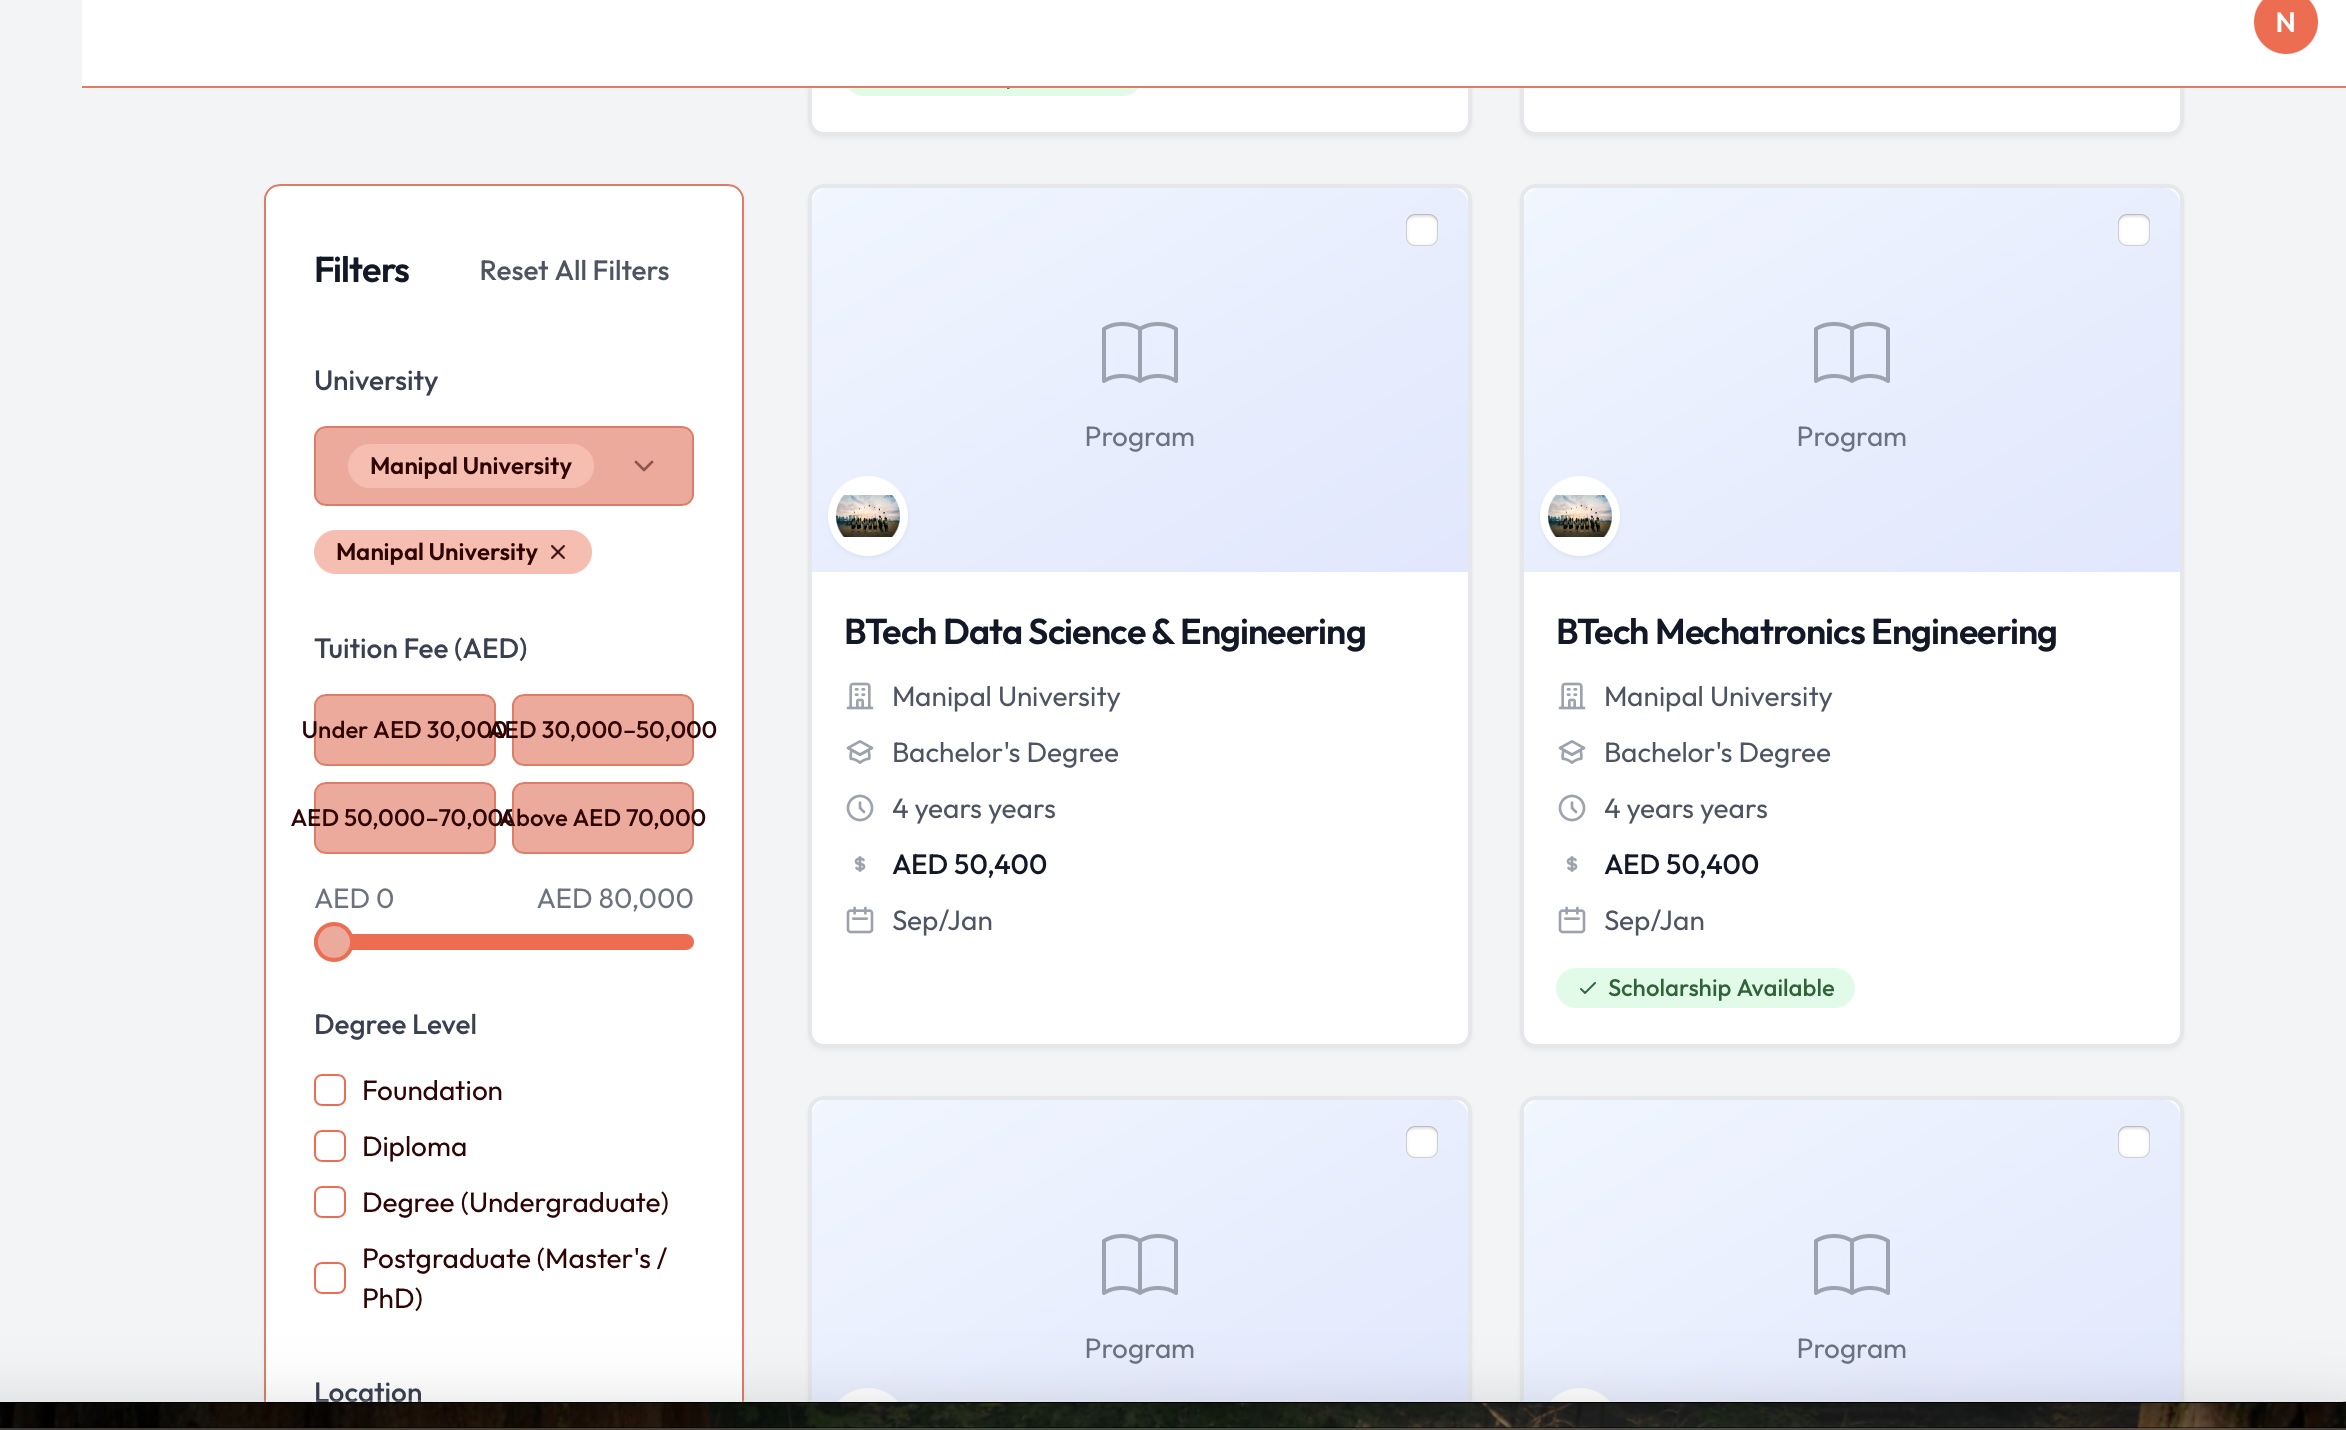 N
Filters
Reset All Filters
University
Manipal University
Manipal University
Tuition Fee (AED)
Under AED 30,000
AED 30,000–50,000
AED 50,000–70,000
Above AED 70,000
AED 0
AED 80,000
Degree Level
Foundation
Diploma
Degree (Undergraduate)
Postgraduate (Master's /
PhD)
Location
Program
BTech Data Science & Engineering
Manipal University
Bachelor's Degree
4 years years
$ AED 50,400
Sep/Jan
Program
BTech Mechatronics Engineering
Manipal University
Bachelor's Degree
4 years years
$ AED 50,400
Sep/Jan
Scholarship Available
Program
Program